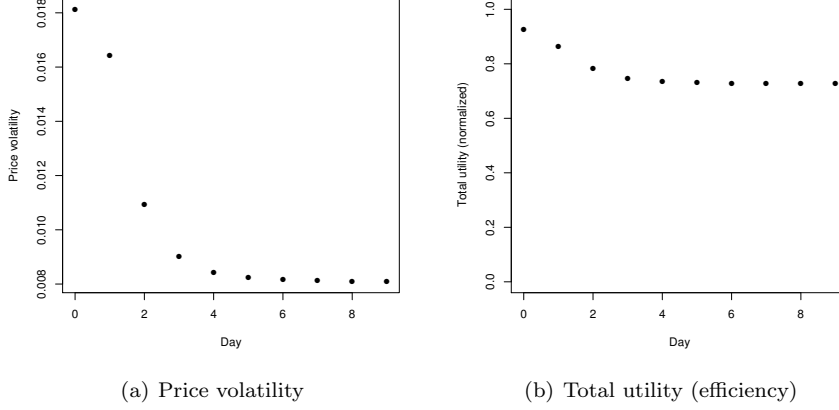 0.018
0.016
0.014
0.012
0.010
0.008
Price volatility
0 2 4 6 8
Day
(a) Price volatility
1.0
0.8
0.6
0.4
0.2
0.0
Total utility (normalized)
0 2 4 6 8
Day
(b) Total utility (efficiency)